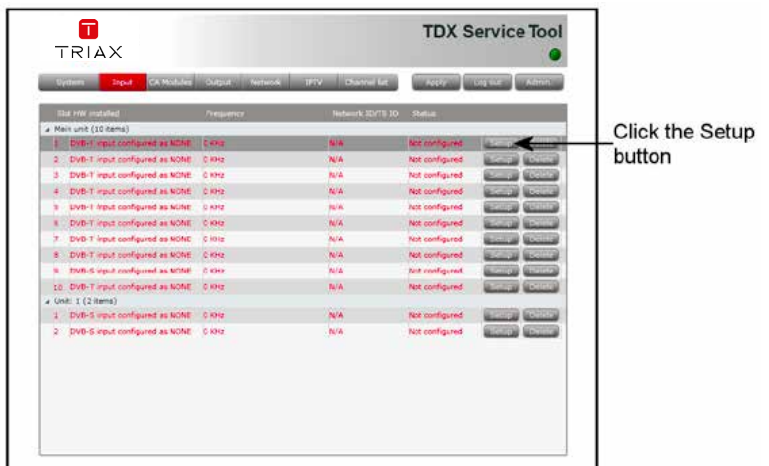 TRIAX
TDX Service Tool
System Input CA Modules Output Network IPTV Channel list Apply Log out Admin.
Slot HW installed Frequency Network ID/TS ID Status
Main unit (10 items)
1 DVB-T input configured as NONE 0 KHz N/A Not configured Setup
2 DVB-T input configured as NONE 0 KHz N/A Not configured Setup Delete
3 DVB-T input configured as NONE 0 KHz N/A Not configured Setup Delete
4 DVB-T input configured as NONE 0 KHz N/A Not configured Setup Delete
5 DVB-T input configured as NONE 0 KHz N/A Not configured Setup Delete
6 DVB-T input configured as NONE 0 KHz N/A Not configured Setup Delete
7 DVB-T input configured as NONE 0 KHz N/A Not configured Setup Delete
8 DVB-T input configured as NONE 0 KHz N/A Not configured Setup Delete
9 DVB-S input configured as NONE 0 KHz N/A Not configured Setup Delete
10 DVB-T input configured as NONE 0 KHz N/A Not configured Setup Delete
Unit: 1 (2 items)
1 DVB-S input configured as NONE 0 KHz N/A Not configured Setup Delete
2 DVB-S input configured as NONE 0 KHz N/A Not configured Setup Delete
Click the Setup
button